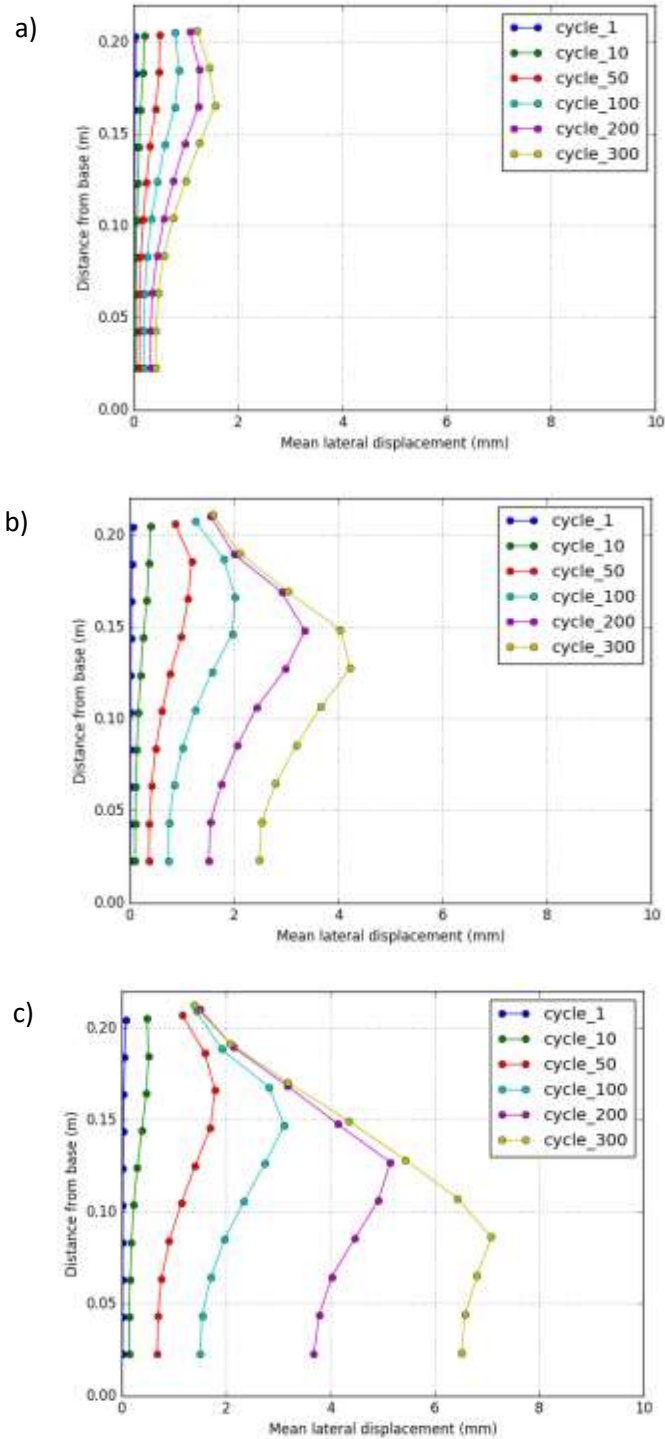 a)
0.20
0.15
0.10
0.05
0.00
Distance from base (m)
cycle_1
cycle_10
cycle_50
cycle_100
cycle_200
cycle_300
0 2 4 6 8 10
Mean lateral displacement (mm)
b)
0.20
0.15
0.10
0.05
0.00
Distance from base (m)
cycle_1
cycle_10
cycle_50
cycle_100
cycle_200
cycle_300
0 2 4 6 8 10
Mean lateral displacement (mm)
c)
0.20
0.15
0.10
0.05
0.00
Distance from base (m)
cycle_1
cycle_10
cycle_50
cycle_100
cycle_200
cycle_300
0 2 4 6 8 10
Mean lateral displacement (mm)